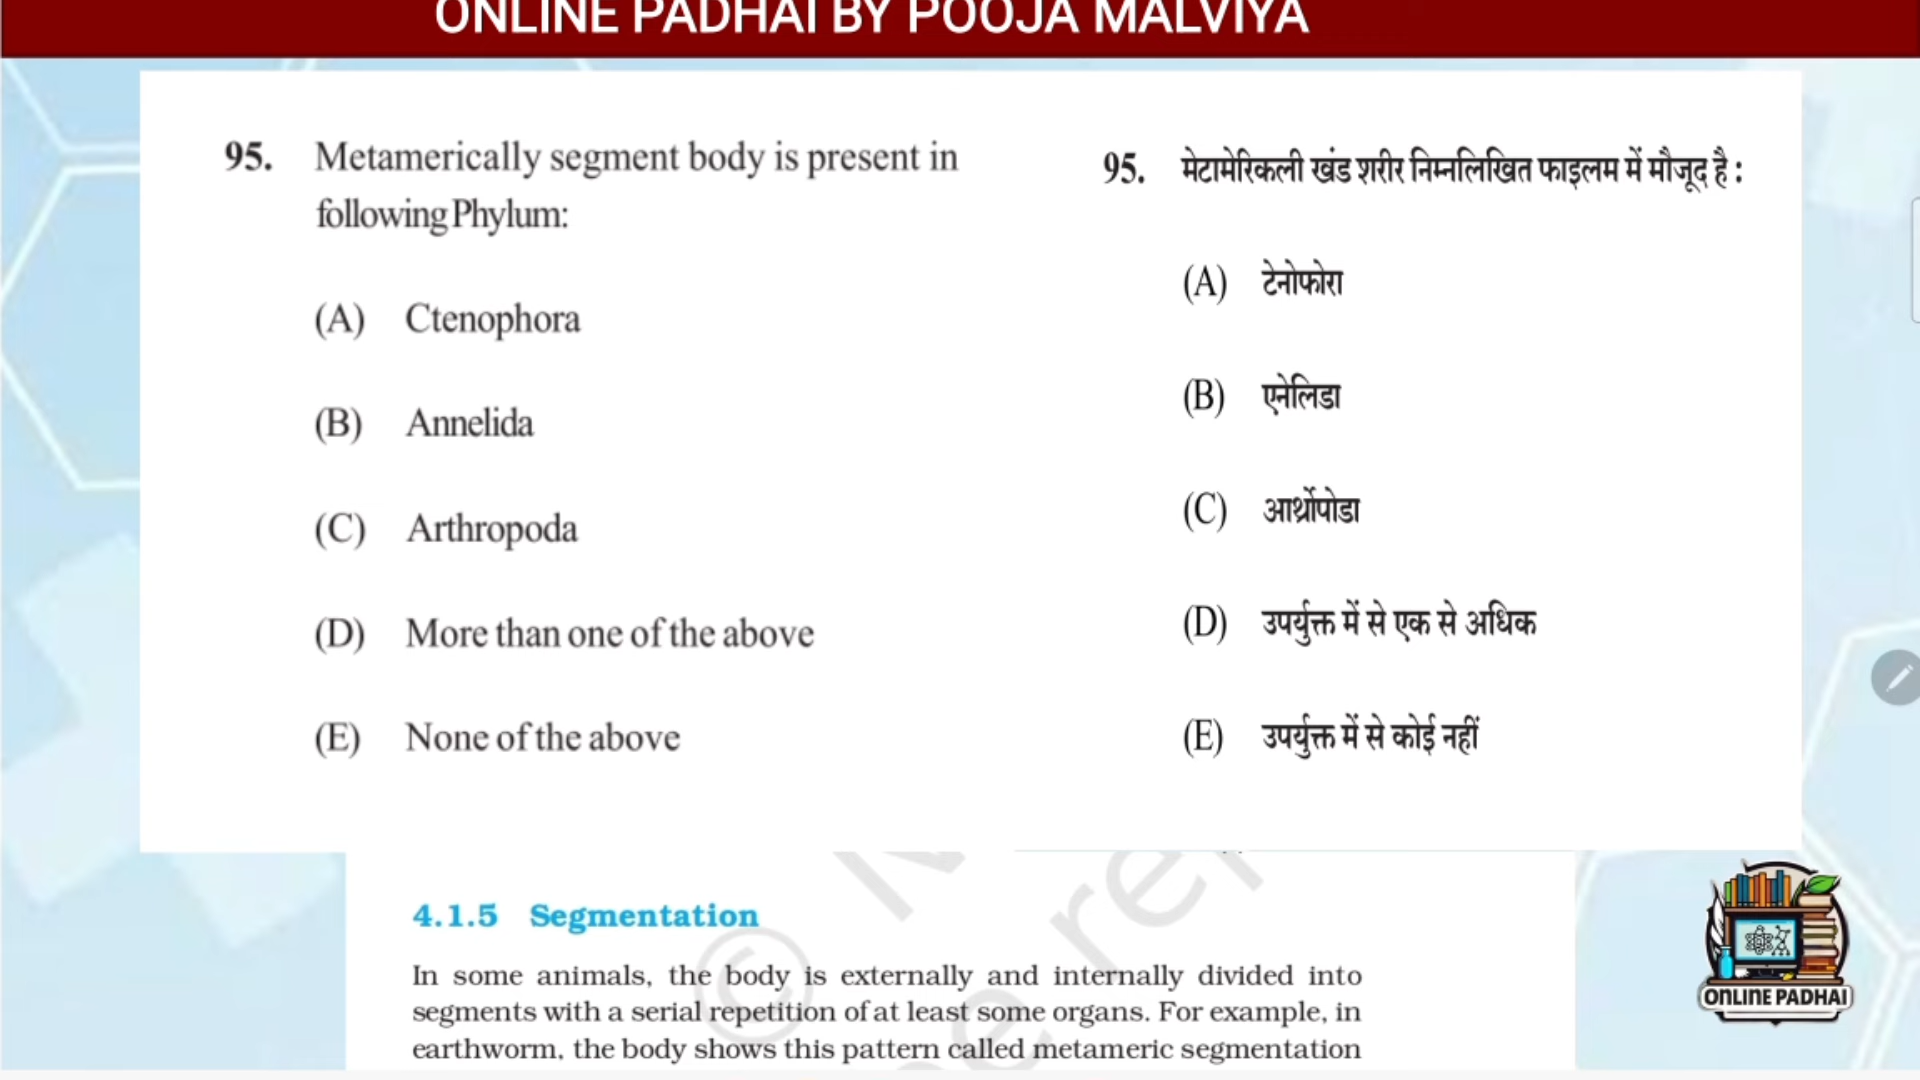 ONLINE PADHAI BY POOJA MALVIYA
95. Metamerically segment body is present in
following Phylum:
(A) Ctenophora
(B) Annelida
(C) Arthropoda
(D) More than one of the above
(E) None of the above
95. मेटामेरिकली खंड शरीर निम्नलिखित फाइलम में मौजूद है :
(A) टेनोफोरा
(B) एनेलिडा
(C) आर्थ्रोपोडा
(D) उपर्युक्त में से एक से अधिक
(E) उपर्युक्त में से कोई नहीं
4.1.5 Segmentation
In some animals, the body is externally and internally divided into
segments with a serial repetition of at least some organs. For example, in
earthworm, the body shows this pattern called metameric segmentation
ONLINE PADHAI